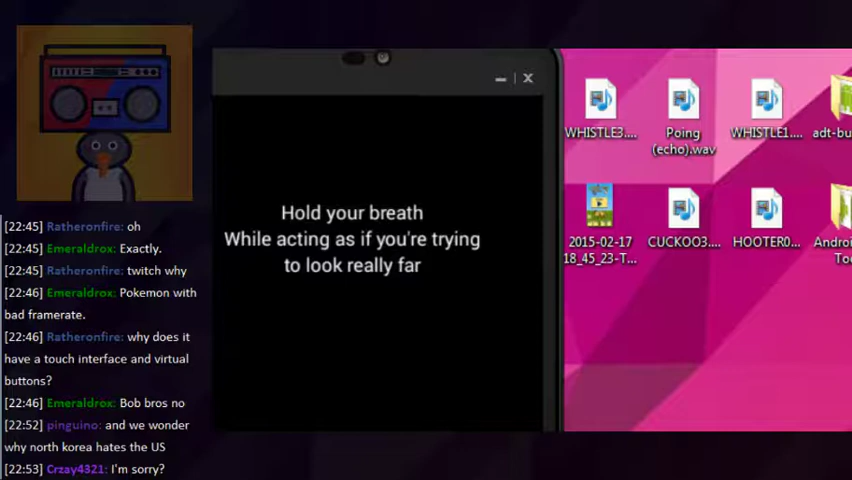 [22:45] Ratheronfire: oh
[22:45] Emeraldrox: Exactly.
[22:45] Ratheronfire: twitch why
[22:46] Emeraldrox: Pokemon with
bad framerate.
[22:46] Ratheronfire: why does it
have a touch interface and virtual
buttons?
[22:46] Emeraldrox: Bob bros no
[22:52] pinguino: and we wonder
why north korea hates the US
[22:53] Crzay4321: I'm sorry?
Hold your breath
While acting as if you're trying
to look really far
WHISTLE3....
Poing
(echo).wav
WHISTLE1....
adt-bu
2015-02-17
18_45_23-T...
CUCKOO3....
HOOTER0...
Android
Too